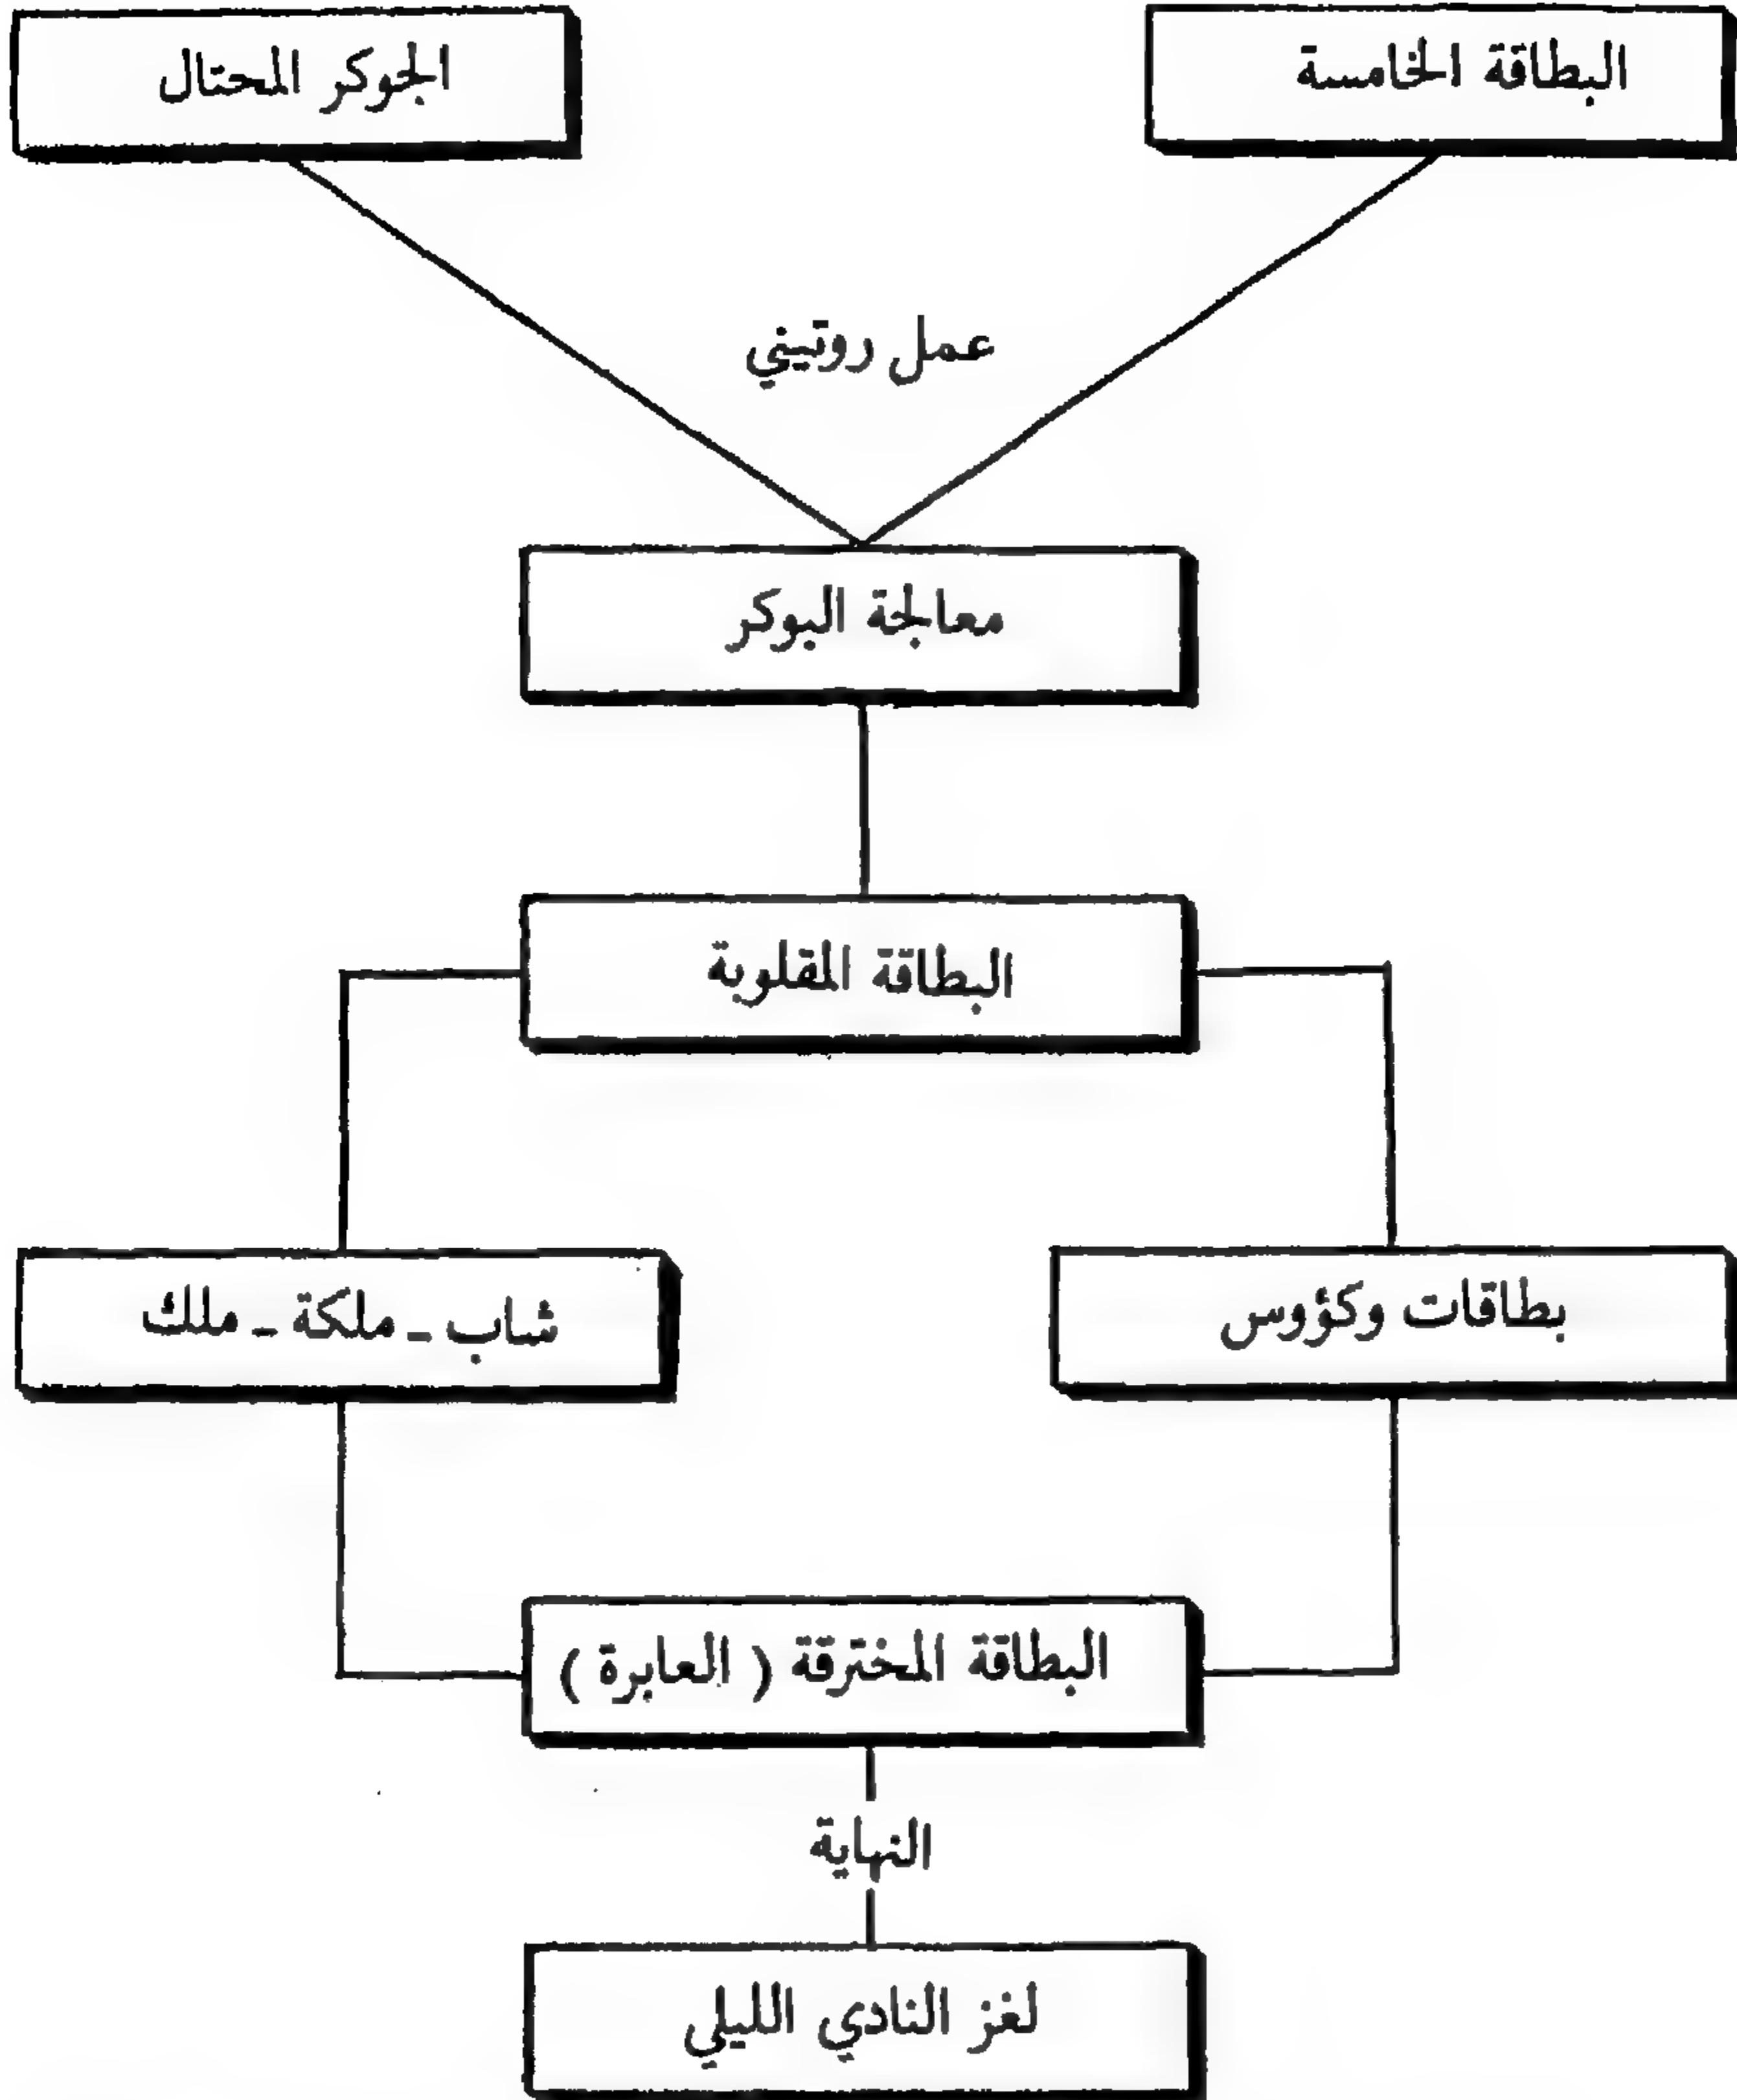 البطاقة الخامسة
الجوكر المحتال
عمل روتيني
معالجة البوكر
البطاقة المقلوبة
بطاقات وكؤوس
شاب ـ ملكة ـ ملك
البطاقة المخترقة ( العابرة )
النهاية
لغز النادي الليلي